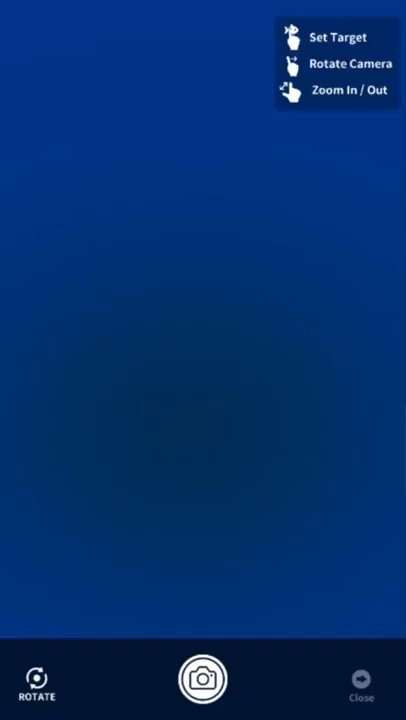 Set Target
Rotate Camera
Zoom In / Out
ROTATE
Close